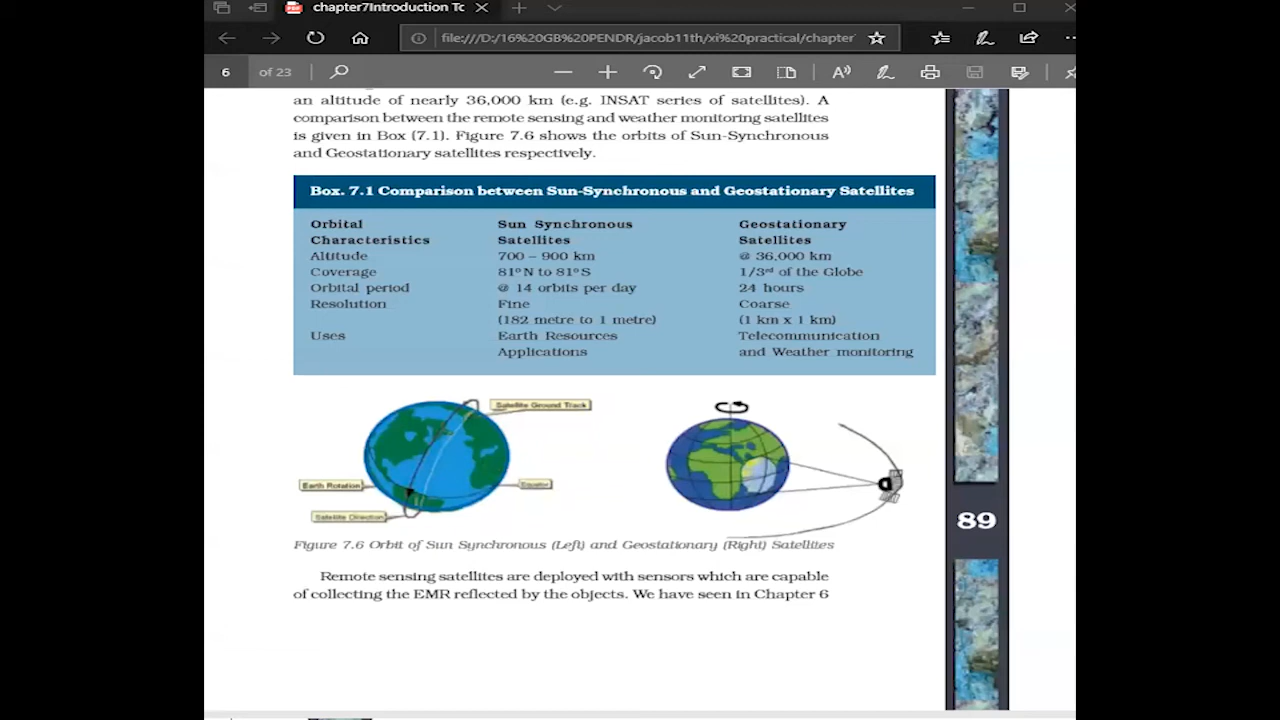 chapter7Introduction Tc
file:///D:/16%20GB%20PENDR/jacob11th/xi%20practical/chapter
6 of 23
an altitude of nearly 36,000 km (e.g. INSAT series of satellites). A
comparison between the remote sensing and weather monitoring satellites
is given in Box (7.1). Figure 7.6 shows the orbits of Sun-Synchronous
and Geostationary satellites respectively.
Box. 7.1 Comparison between Sun-Synchronous and Geostationary Satellites
Orbital Sun Synchronous Geostationary
Characteristics Satellites Satellites
Altitude 700 – 900 km @ 36,000 km
Coverage 81° N to 81° S 1/3rd of the Globe
Orbital period @ 14 orbits per day 24 hours
Resolution Fine Coarse
(182 metre to 1 metre) (1 km x 1 km)
Uses Earth Resources Telecommunication
Applications and Weather monitoring
Satellite Ground Track
Earth Rotation
Equator
Satellite Direction
Figure 7.6 Orbit of Sun Synchronous (Left) and Geostationary (Right) Satellites
89
Remote sensing satellites are deployed with sensors which are capable
of collecting the EMR reflected by the objects. We have seen in Chapter 6